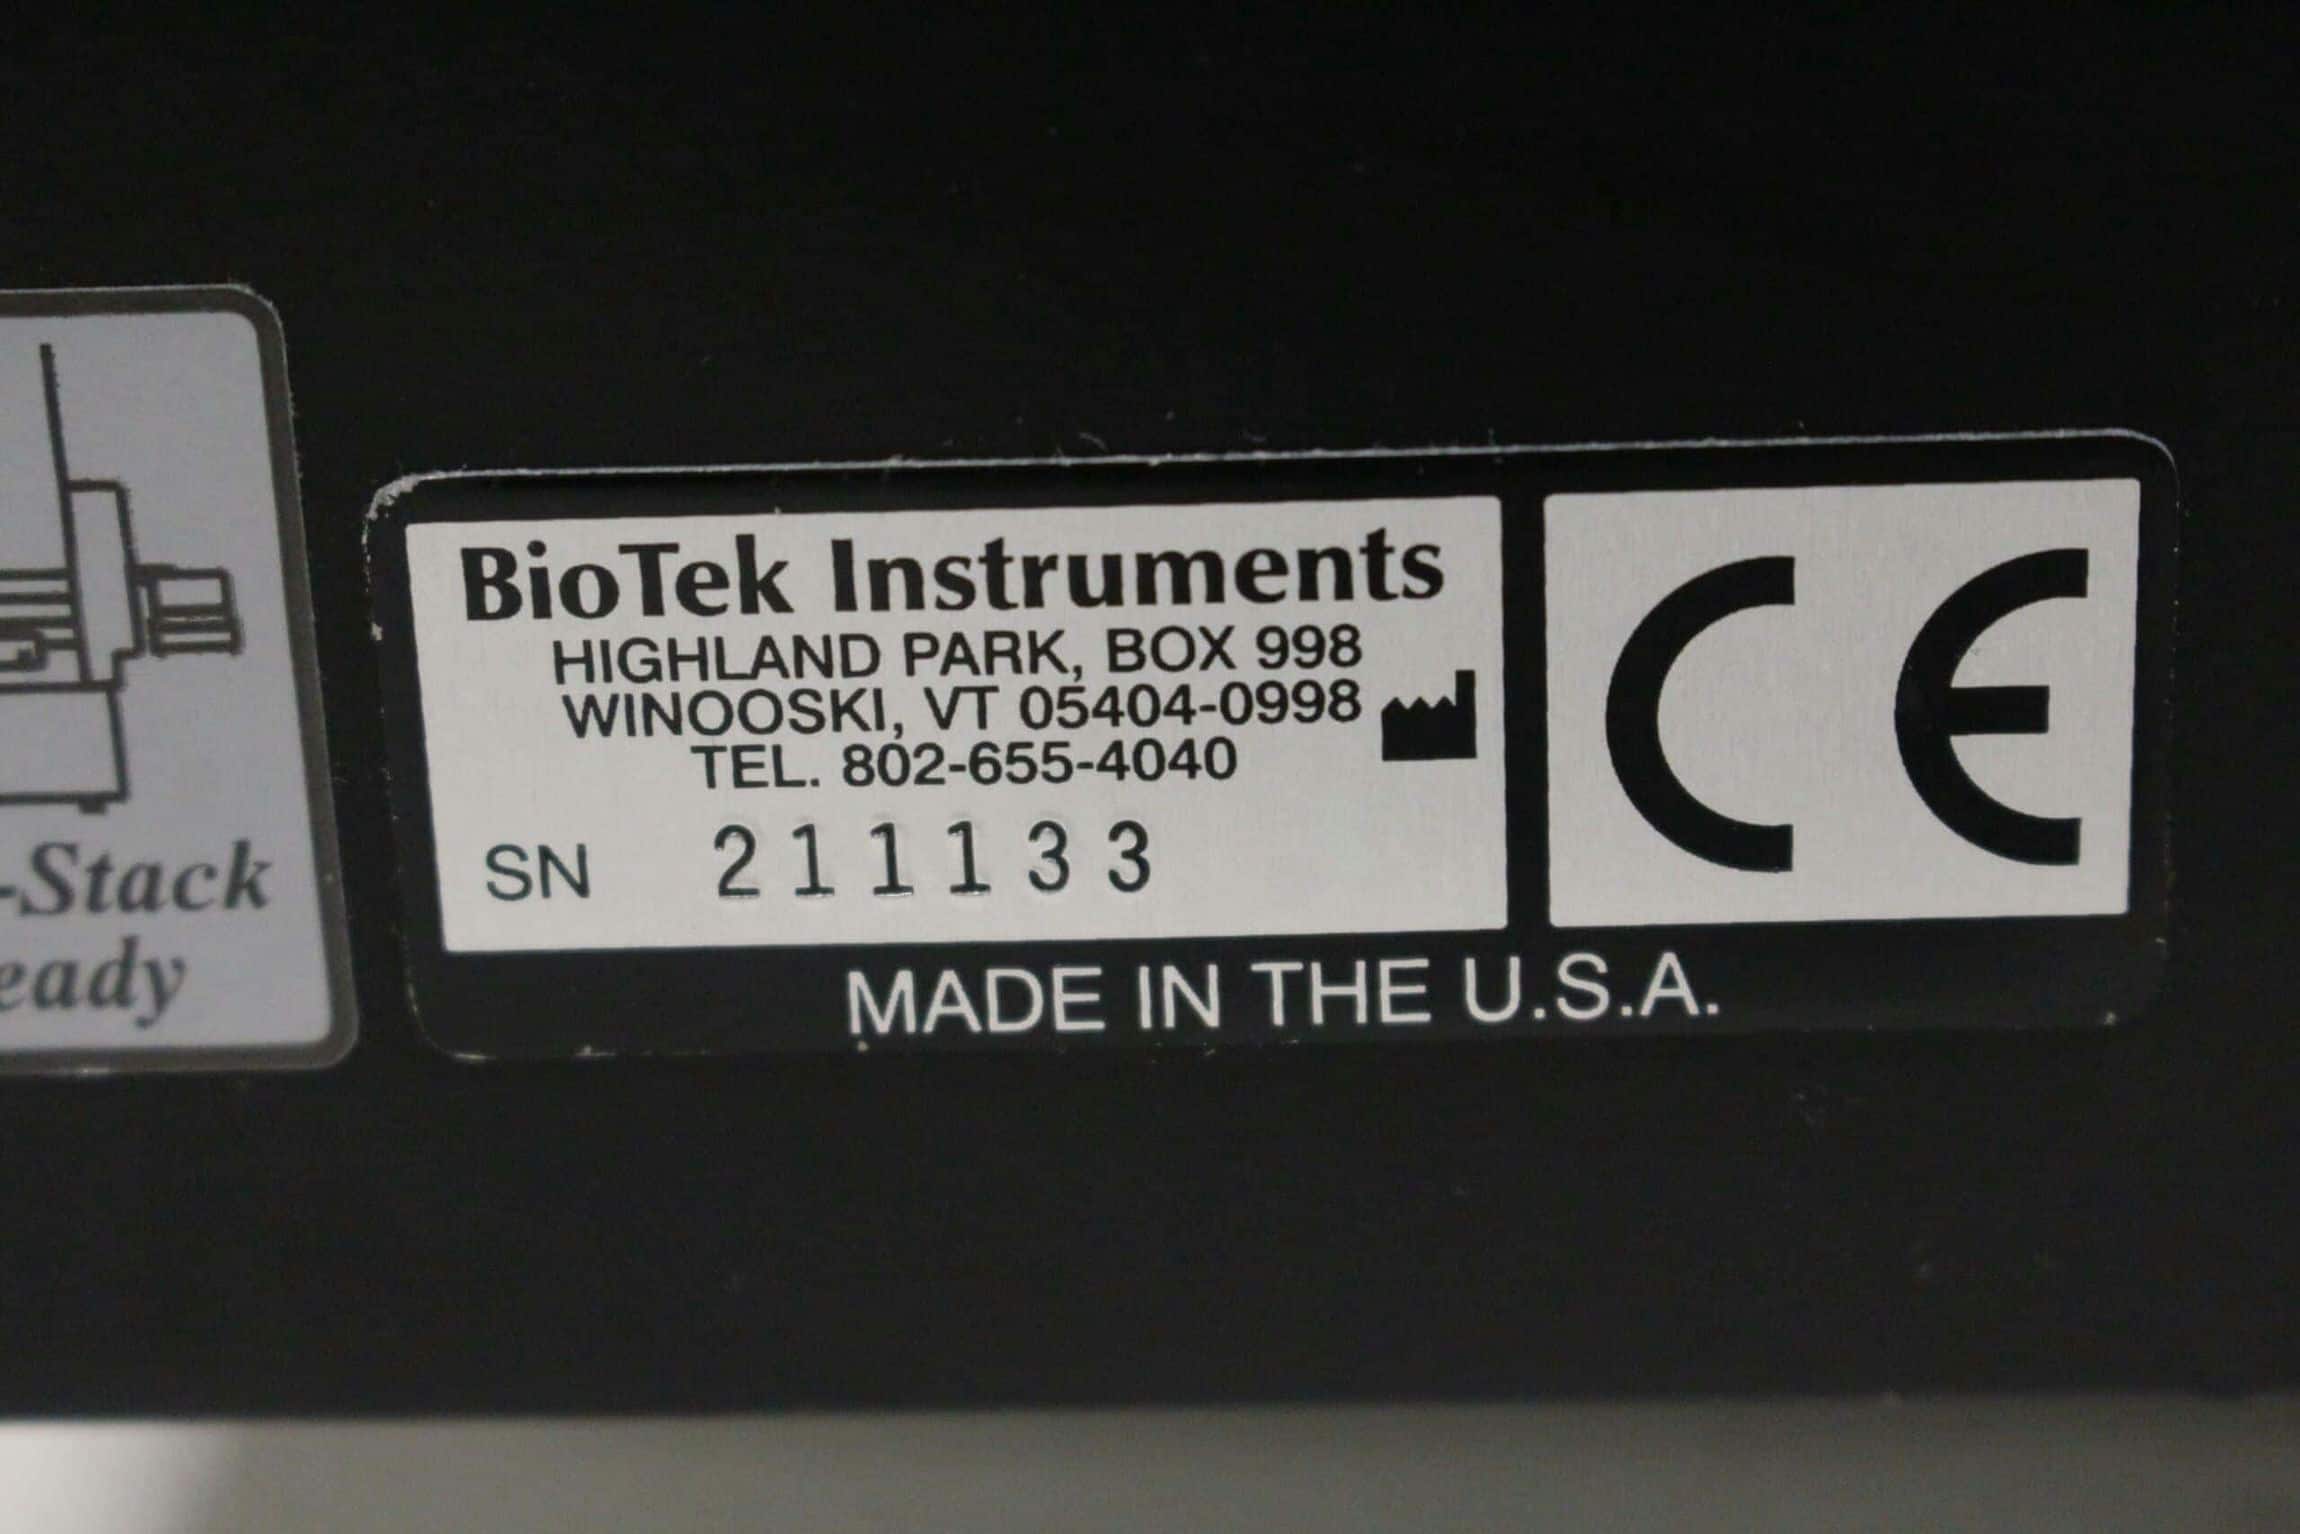 BioTek Instruments
HIGHLAND PARK, BOX 998
WINOOSKI, VT 05404-0998
TEL. 802-655-4040
SN 211133
CE
MADE IN THE U.S.A.
-Stack
eady